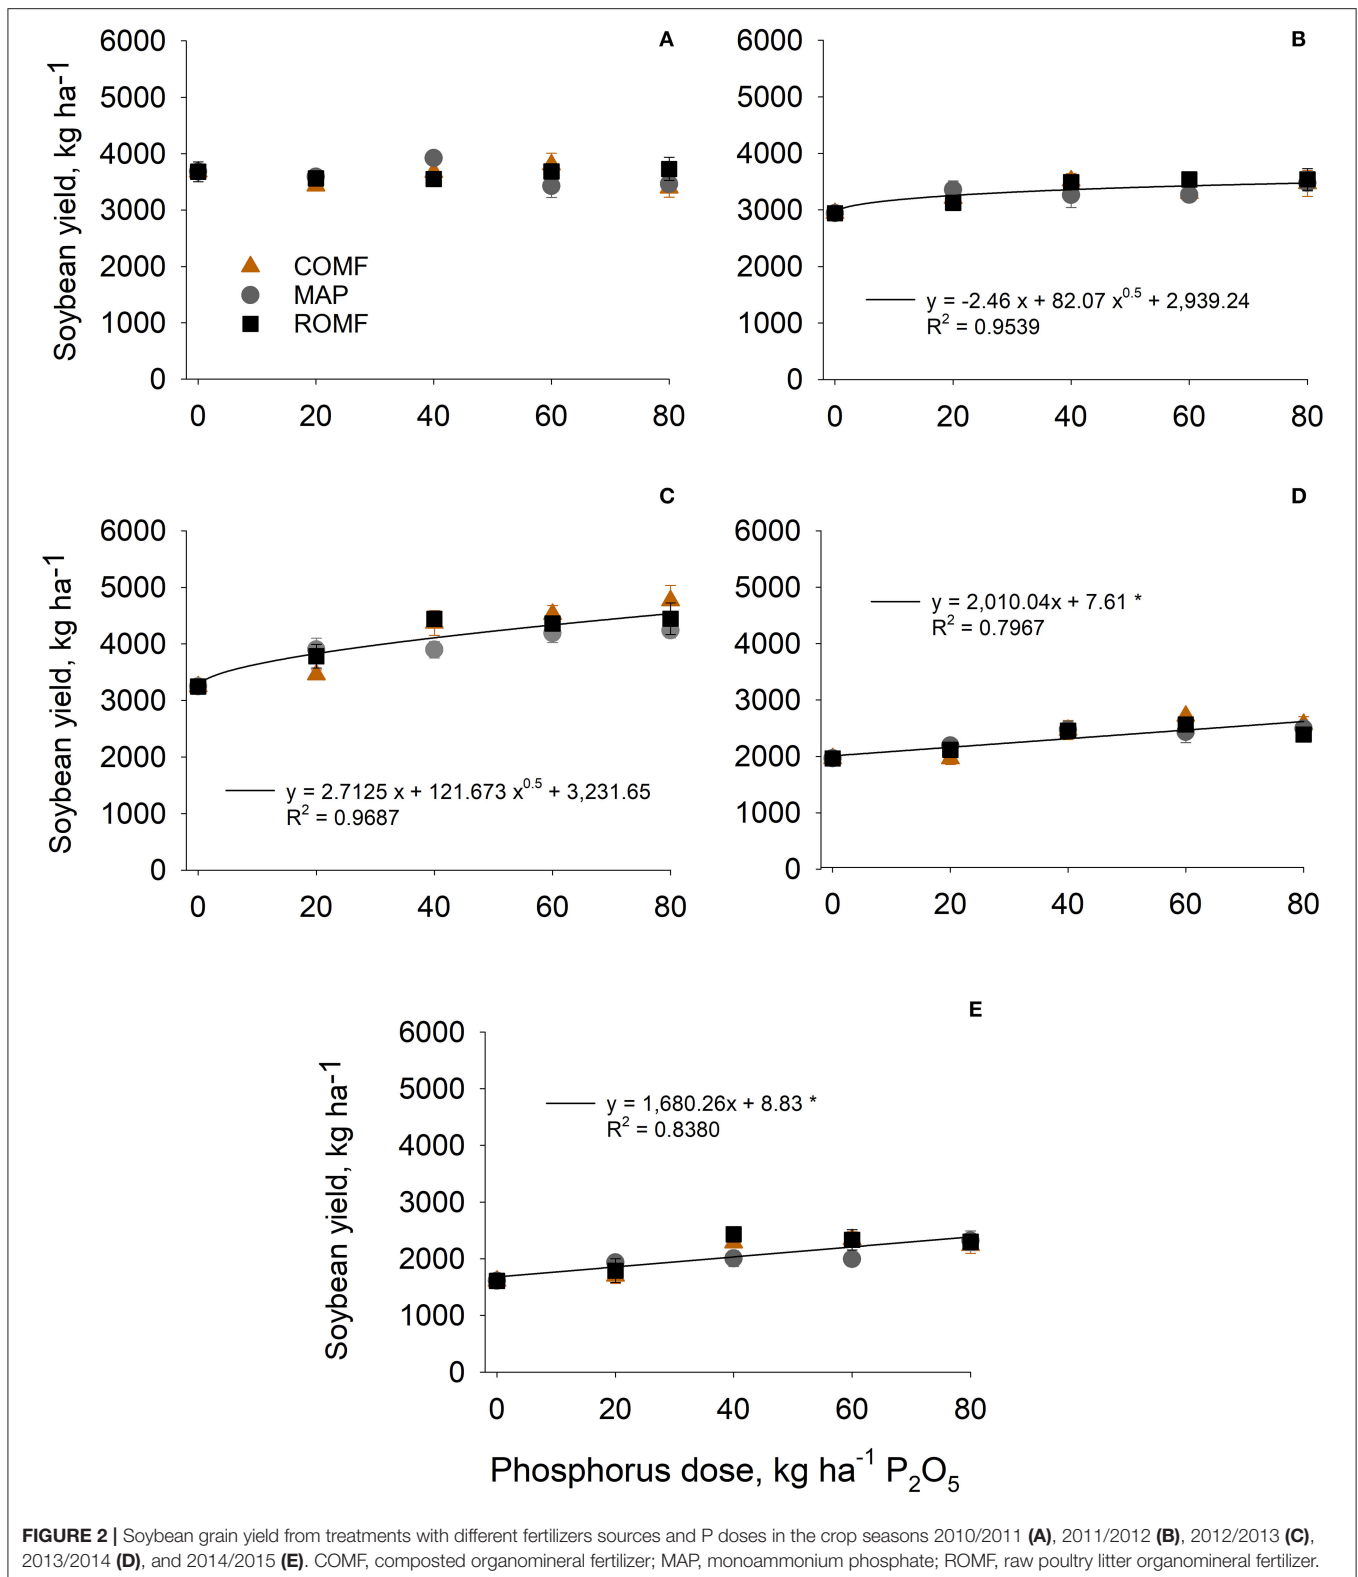 A
6000
5000
4000
3000
2000
1000
0
Soybean yield, kg ha-1
COMF
MAP
ROMF
0 20 40 60 80
B
6000
5000
4000
3000
2000
1000
0
y = -2.46 x + 82.07 x0.5 + 2,939.24
R2 = 0.9539
0 20 40 60 80
C
6000
5000
4000
3000
2000
1000
0
Soybean yield, kg ha-1
y = 2.7125 x + 121.673 x0.5 + 3,231.65
R2 = 0.9687
0 20 40 60 80
D
6000
5000
4000
3000
2000
1000
0
y = 2,010.04x + 7.61 *
R2 = 0.7967
0 20 40 60 80
E
6000
5000
4000
3000
2000
1000
0
Soybean yield, kg ha-1
y = 1,680.26x + 8.83 *
R2 = 0.8380
0 20 40 60 80
Phosphorus dose, kg ha-1 P2O5
FIGURE 2 | Soybean grain yield from treatments with different fertilizers sources and P doses in the crop seasons 2010/2011 (A), 2011/2012 (B), 2012/2013 (C),
2013/2014 (D), and 2014/2015 (E). COMF, composted organomineral fertilizer; MAP, monoammonium phosphate; ROMF, raw poultry litter organomineral fertilizer.